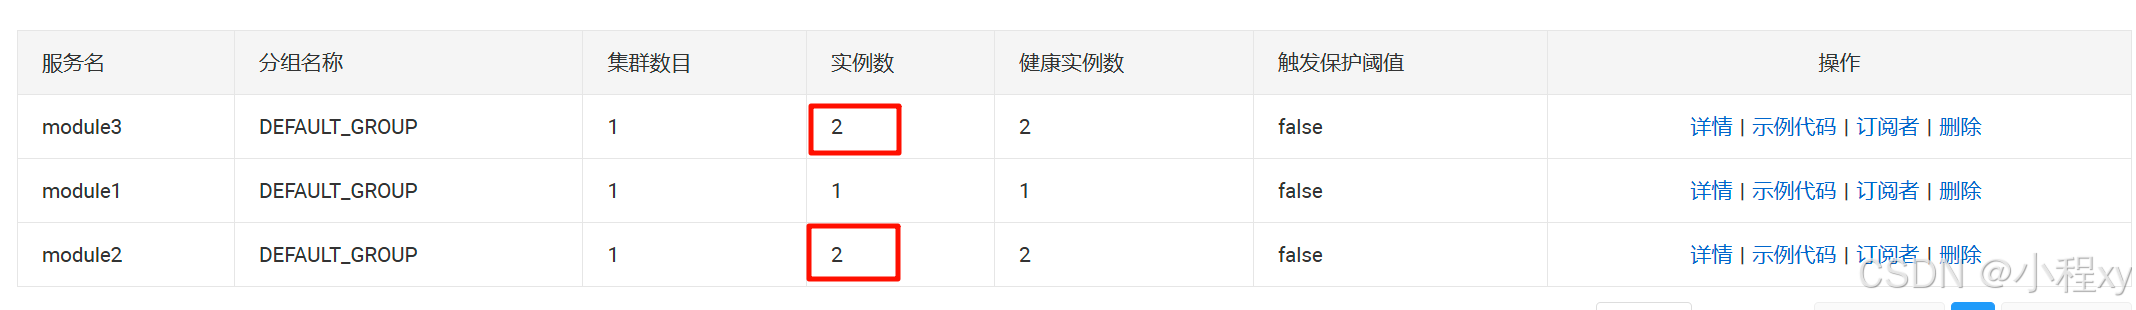 服务名 分组名称 集群数目 实例数 健康实例数 触发保护阈值 操作
module3 DEFAULT_GROUP 1 2 2 false 详情 | 示例代码 | 订阅者 | 删除
module1 DEFAULT_GROUP 1 1 1 false 详情 | 示例代码 | 订阅者 | 删除
module2 DEFAULT_GROUP 1 2 2 false 详情 | 示例代码 | 订阅者 | 删除
CSDN @小程xy